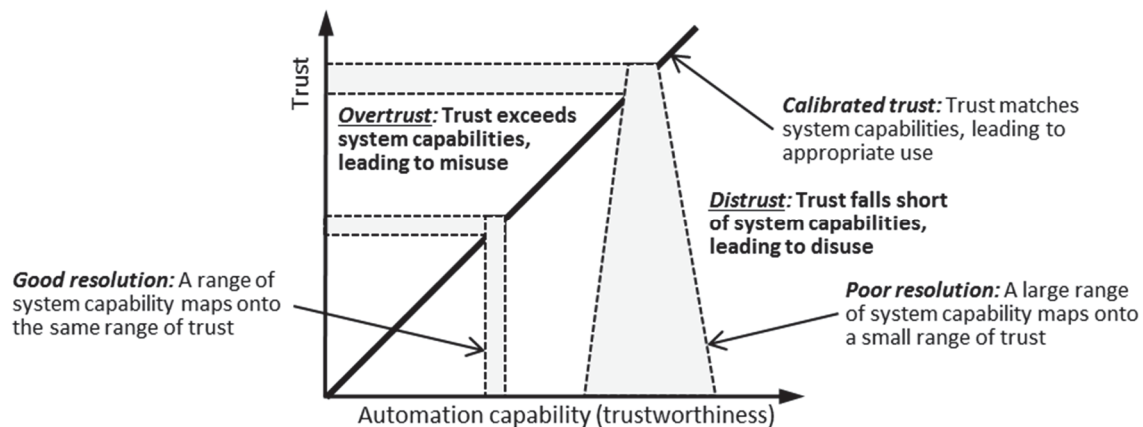 Trust
Overtrust: Trust exceeds
system capabilities,
leading to misuse
Calibrated trust: Trust matches
system capabilities, leading to
appropriate use
Distrust: Trust falls short
of system capabilities,
leading to disuse
Good resolution: A range of
system capability maps onto
the same range of trust
Poor resolution: A large range
of system capability maps onto
a small range of trust
Automation capability (trustworthiness)